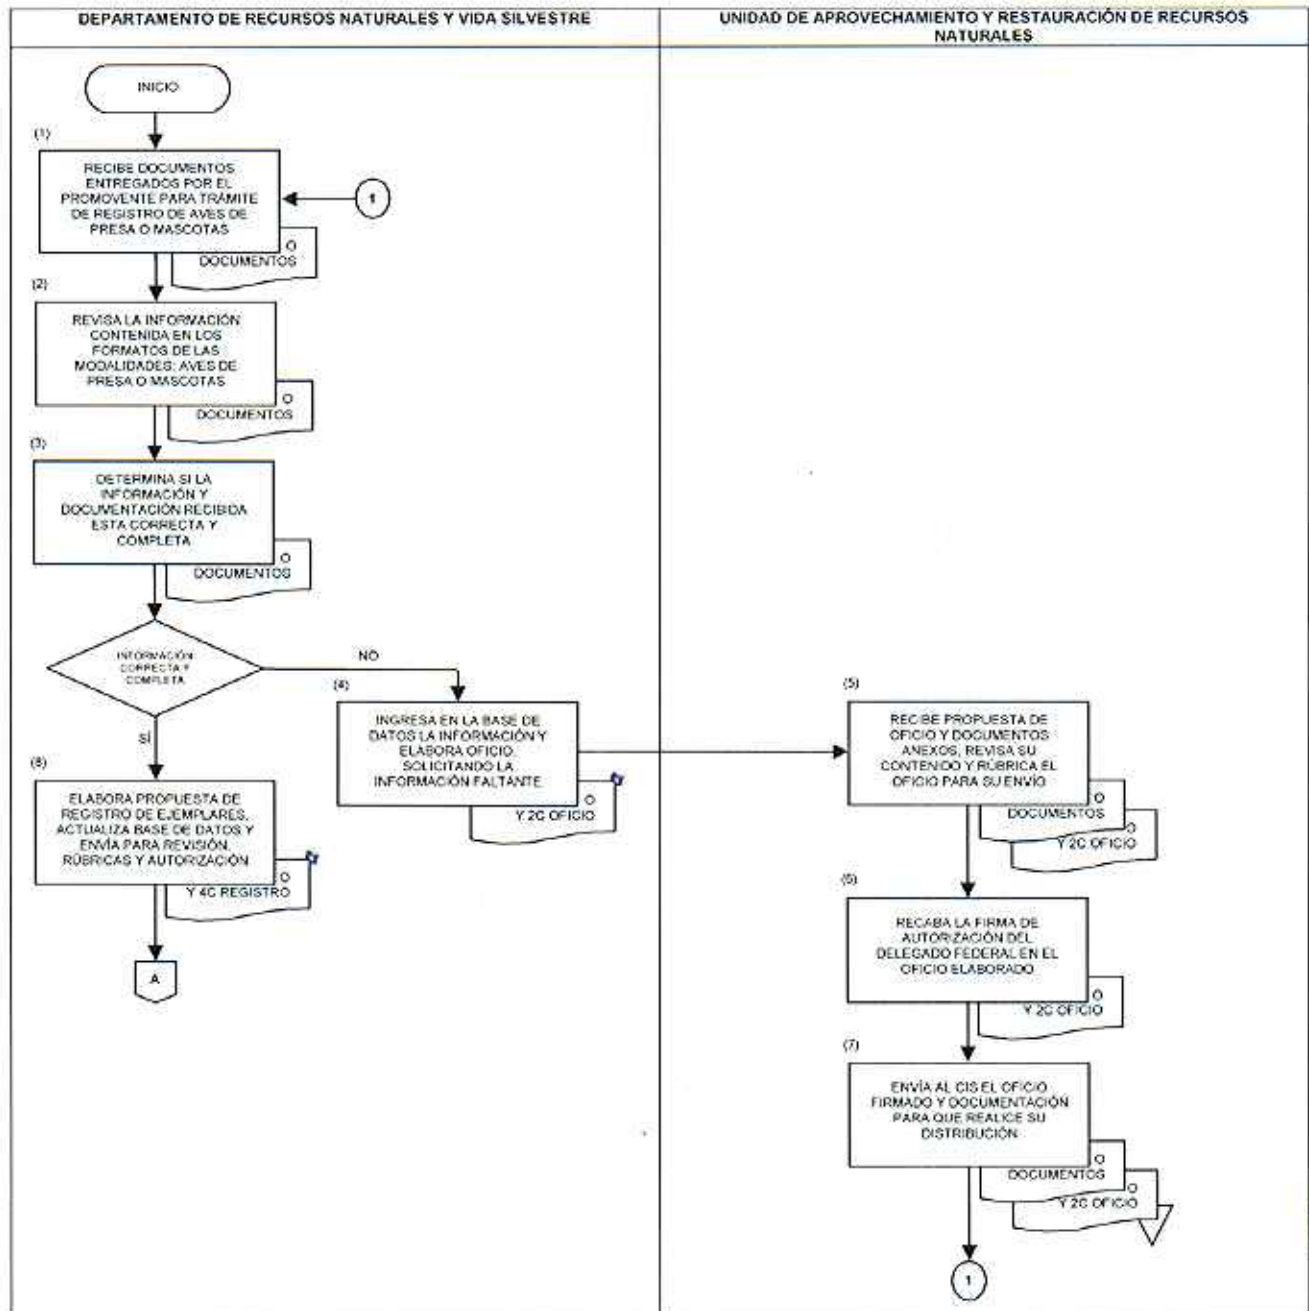 DEPARTAMENTO DE RECURSOS NATURALES Y VIDA SILVESTRE
UNIDAD DE APROVECHAMIENTO Y RESTAURACIÓN DE RECURSOS
NATURALES
INICIO
(1)
RECIBE DOCUMENTOS
ENTREGADOS POR EL
PROMOVENTE PARA TRÁMITE
DE REGISTRO DE AVES DE
PRESA O MASCOTAS
1
O
DOCUMENTOS
(2)
REVISA LA INFORMACIÓN
CONTENIDA EN LOS
FORMATOS DE LAS
MODALIDADES: AVES DE
PRESA O MASCOTAS
O
DOCUMENTOS
(3)
DETERMINA SI LA
INFORMACIÓN Y
DOCUMENTACIÓN RECIBIDA
ESTA CORRECTA Y
COMPLETA
O
DOCUMENTOS
INFORMACIÓN
CORRECTA Y
COMPLETA
NO
SÍ
(4)
INGRESA EN LA BASE DE
DATOS LA INFORMACIÓN Y
ELABORA OFICIO,
SOLICITANDO LA
INFORMACIÓN FALTANTE
O
Y 2C OFICIO
(8)
ELABORA PROPUESTA DE
REGISTRO DE EJEMPLARES,
ACTUALIZA BASE DE DATOS Y
ENVÍA PARA REVISIÓN,
RÚBRICAS Y AUTORIZACIÓN
O
Y 4C REGISTRO
A
(5)
RECIBE PROPUESTA DE
OFICIO Y DOCUMENTOS
ANEXOS, REVISA SU
CONTENIDO Y RÚBRICA EL
OFICIO PARA SU ENVÍO
O
DOCUMENTOS
O
Y 2C OFICIO
(6)
RECABA LA FIRMA DE
AUTORIZACIÓN DEL
DELEGADO FEDERAL EN EL
OFICIO ELABORADO
O
Y 2C OFICIO
(7)
ENVÍA AL CIS EL OFICIO
FIRMADO Y DOCUMENTACIÓN
PARA QUE REALICE SU
DISTRIBUCIÓN
O
DOCUMENTOS
O
Y 2C OFICIO
1